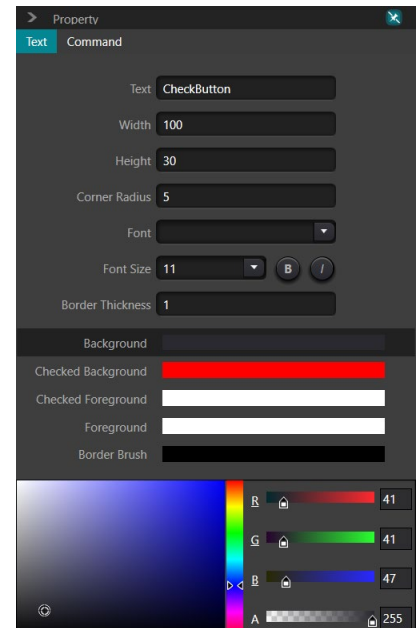 Property
Text Command
Text CheckButton
Width 100
Height 30
Corner Radius 5
Font
Font Size 11 B I
Border Thickness 1
Background
Checked Background
Checked Foreground
Foreground
Border Brush
R 41
G 41
B 47
A 255